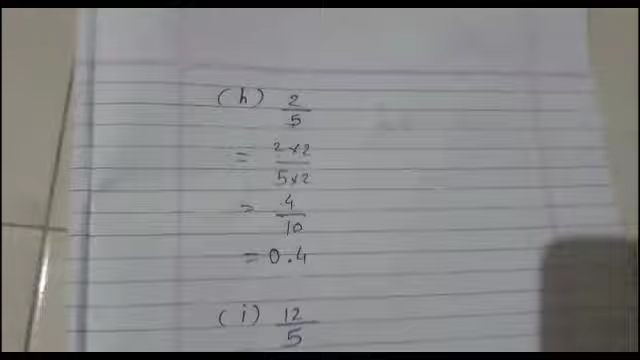 (h) 2/5
= 2×2/5×2
= 4/10
= 0.4
(i) 12/5